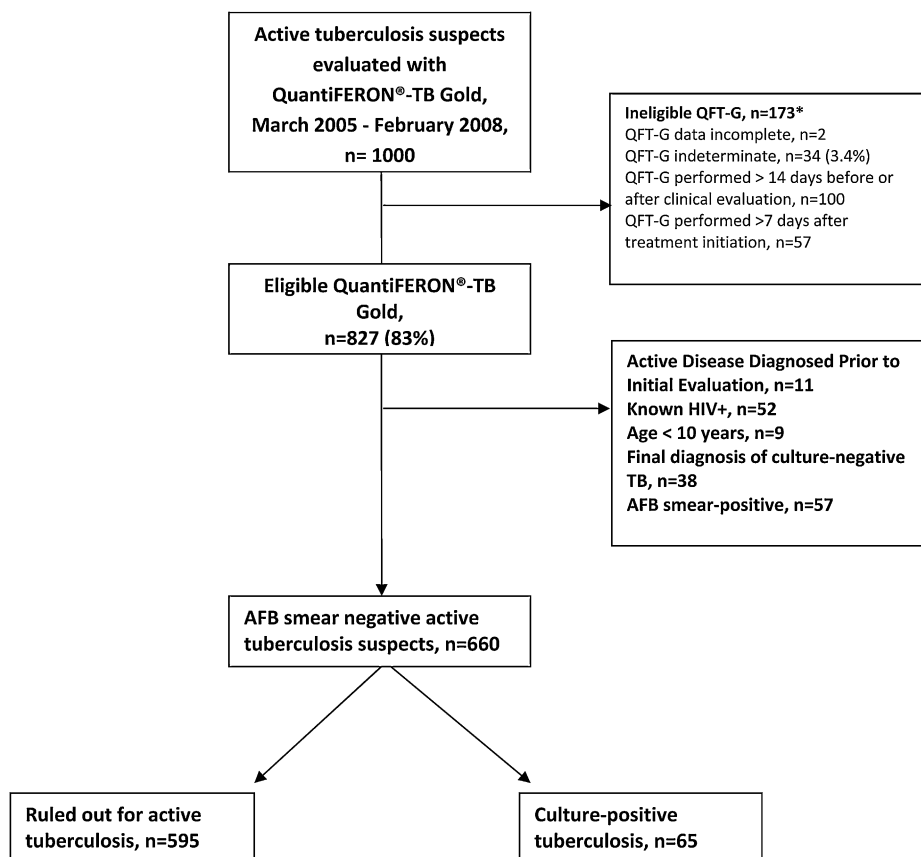 Active tuberculosis suspects
evaluated with
QuantiFERON®-TB Gold,
March 2005 - February 2008,
n= 1000
Ineligible QFT-G, n=173*
QFT-G data incomplete, n=2
QFT-G indeterminate, n=34 (3.4%)
QFT-G performed > 14 days before or
after clinical evaluation, n=100
QFT-G performed >7 days after
treatment initiation, n=57
Eligible QuantiFERON®-TB
Gold,
n=827 (83%)
Active Disease Diagnosed Prior to
Initial Evaluation, n=11
Known HIV+, n=52
Age < 10 years, n=9
Final diagnosis of culture-negative
TB, n=38
AFB smear-positive, n=57
AFB smear negative active
tuberculosis suspects, n=660
Ruled out for active
tuberculosis, n=595
Culture-positive
tuberculosis, n=65